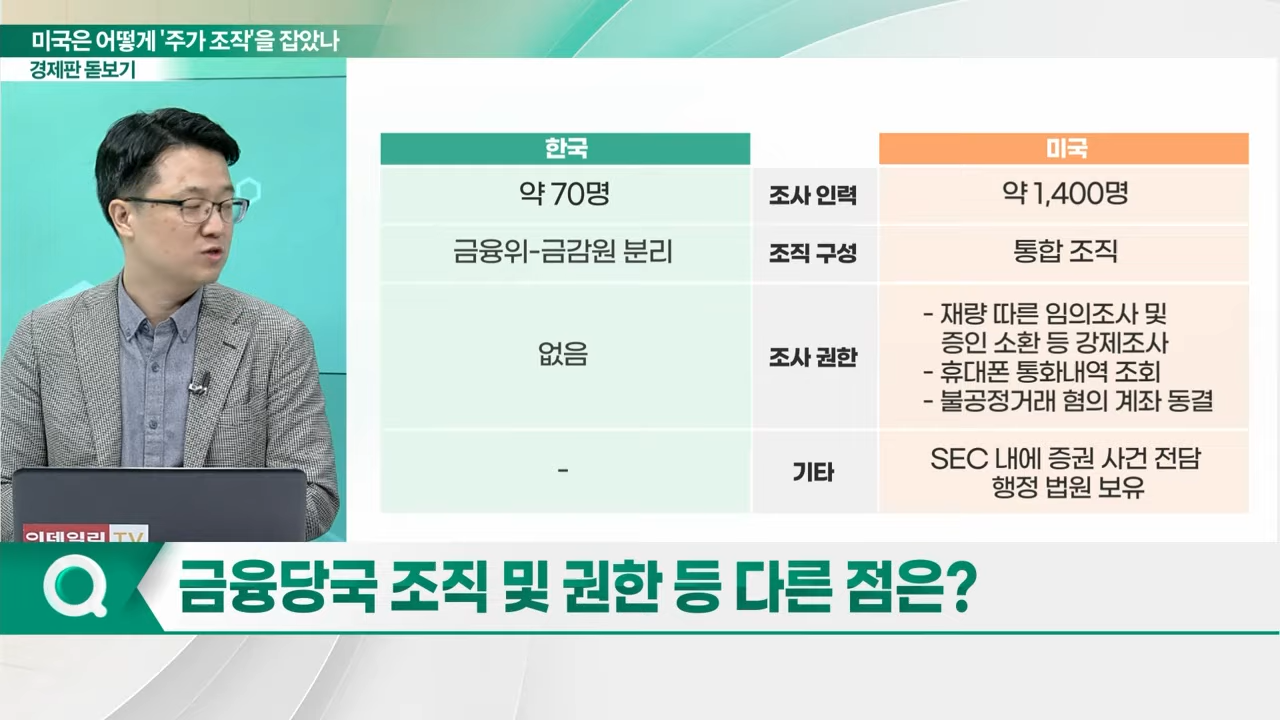 미국은 어떻게 '주가 조작'을 잡았나
경제판 돋보기
한국
미국
약 70명
조사 인력
약 1,400명
금융위-금감원 분리
조직 구성
통합 조직
없음
조사 권한
- 재량 따른 임의조사 및
증인 소환 등 강제조사
- 휴대폰 통화내역 조회
- 불공정거래 혐의 계좌 동결
-
기타
SEC 내에 증권 사건 전담
행정 법원 보유
이데일리 TV
금융당국 조직 및 권한 등 다른 점은?